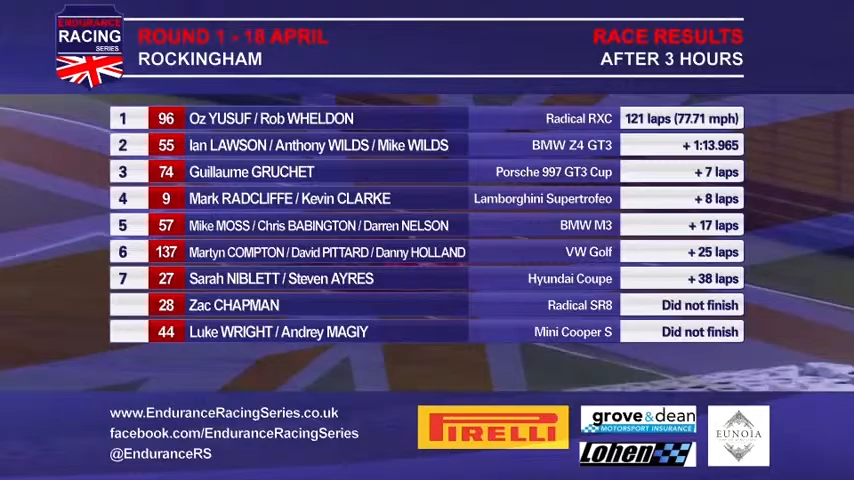 ENDURANCE
RACING
SERIES
ROUND 1 - 18 APRIL
ROCKINGHAM
RACE RESULTS
AFTER 3 HOURS
1 96 Oz YUSUF / Rob WHELDON Radical RXC 121 laps (77.71 mph)
2 55 Ian LAWSON / Anthony WILDS / Mike WILDS BMW Z4 GT3 + 1:13.965
3 74 Guillaume GRUCHET Porsche 997 GT3 Cup + 7 laps
4 9 Mark RADCLIFFE / Kevin CLARKE Lamborghini Supertrofeo + 8 laps
5 57 Mike MOSS / Chris BABINGTON / Darren NELSON BMW M3 + 17 laps
6 137 Martyn COMPTON / David PITTARD / Danny HOLLAND VW Golf + 25 laps
7 27 Sarah NIBLETT / Steven AYRES Hyundai Coupe + 38 laps
28 Zac CHAPMAN Radical SR8 Did not finish
44 Luke WRIGHT / Andrey MAGIY Mini Cooper S Did not finish
www.EnduranceRacingSeries.co.uk
facebook.com/EnduranceRacingSeries
@EnduranceRS
PIRELLI
grove & dean
MOTORSPORT INSURANCE
Lohen
EUNOIA